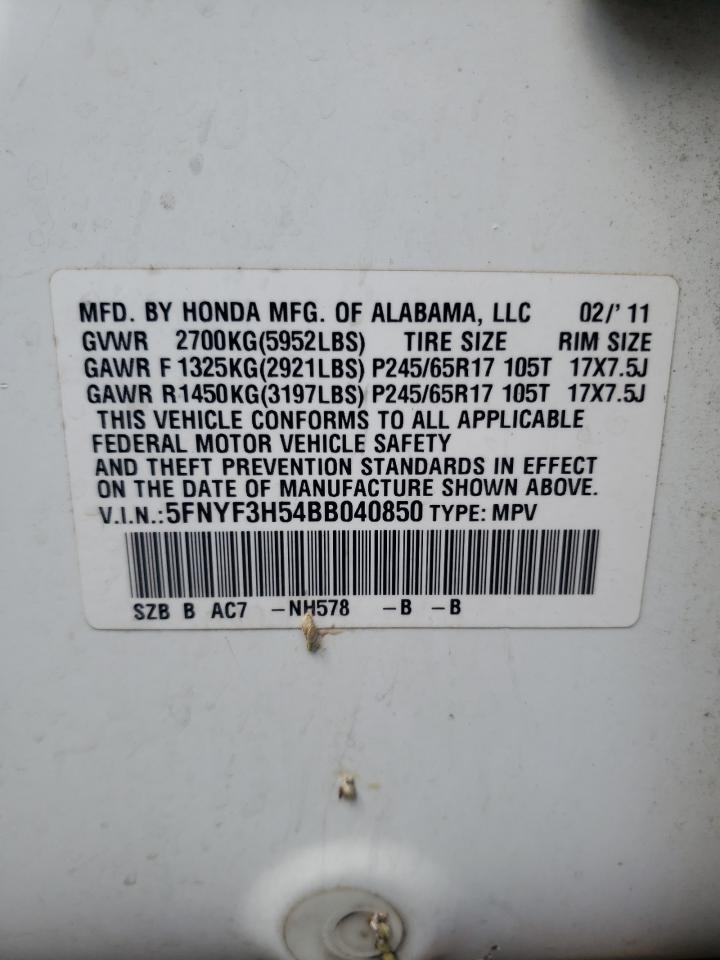 MFD. BY HONDA MFG. OF ALABAMA, LLC 02/'11
GVWR 2700KG(5952LBS) TIRE SIZE RIM SIZE
GAWR F 1325KG(2921LBS) P245/65R17 105T 17X7.5J
GAWR R1450KG(3197LBS) P245/65R17 105T 17X7.5J
THIS VEHICLE CONFORMS TO ALL APPLICABLE
FEDERAL MOTOR VEHICLE SAFETY
AND THEFT PREVENTION STANDARDS IN EFFECT
ON THE DATE OF MANUFACTURE SHOWN ABOVE.
V.I.N.:5FNYF3H54BB040850 TYPE: MPV
SZB B AC7 -NH578 -B -B